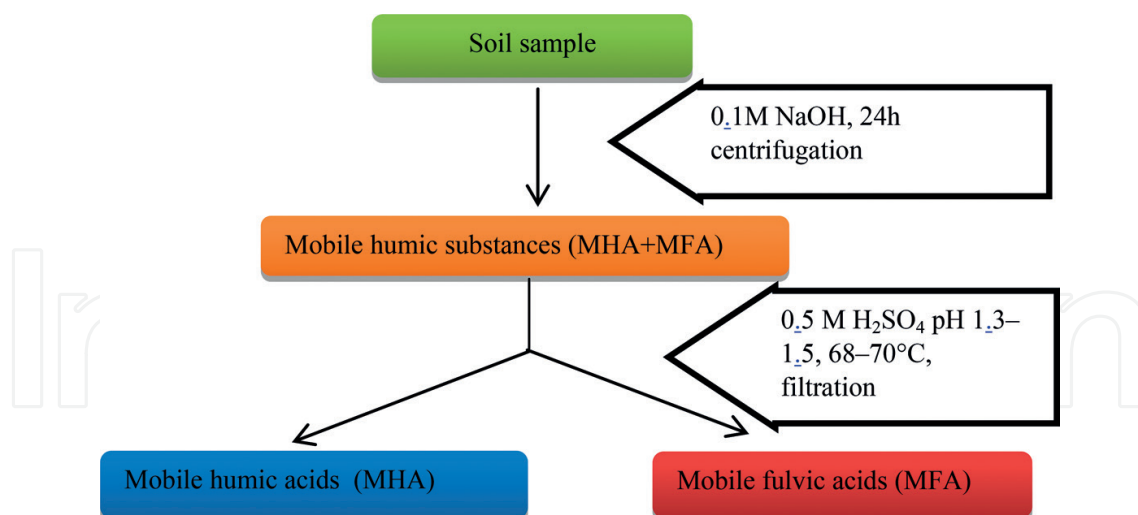 Soil sample
0.1M NaOH, 24h
centrifugation
Mobile humic substances (MHA+MFA)
0.5 M H₂SO₄ pH 1.3–
1.5, 68–70°C,
filtration
Mobile humic acids (MHA)
Mobile fulvic acids (MFA)